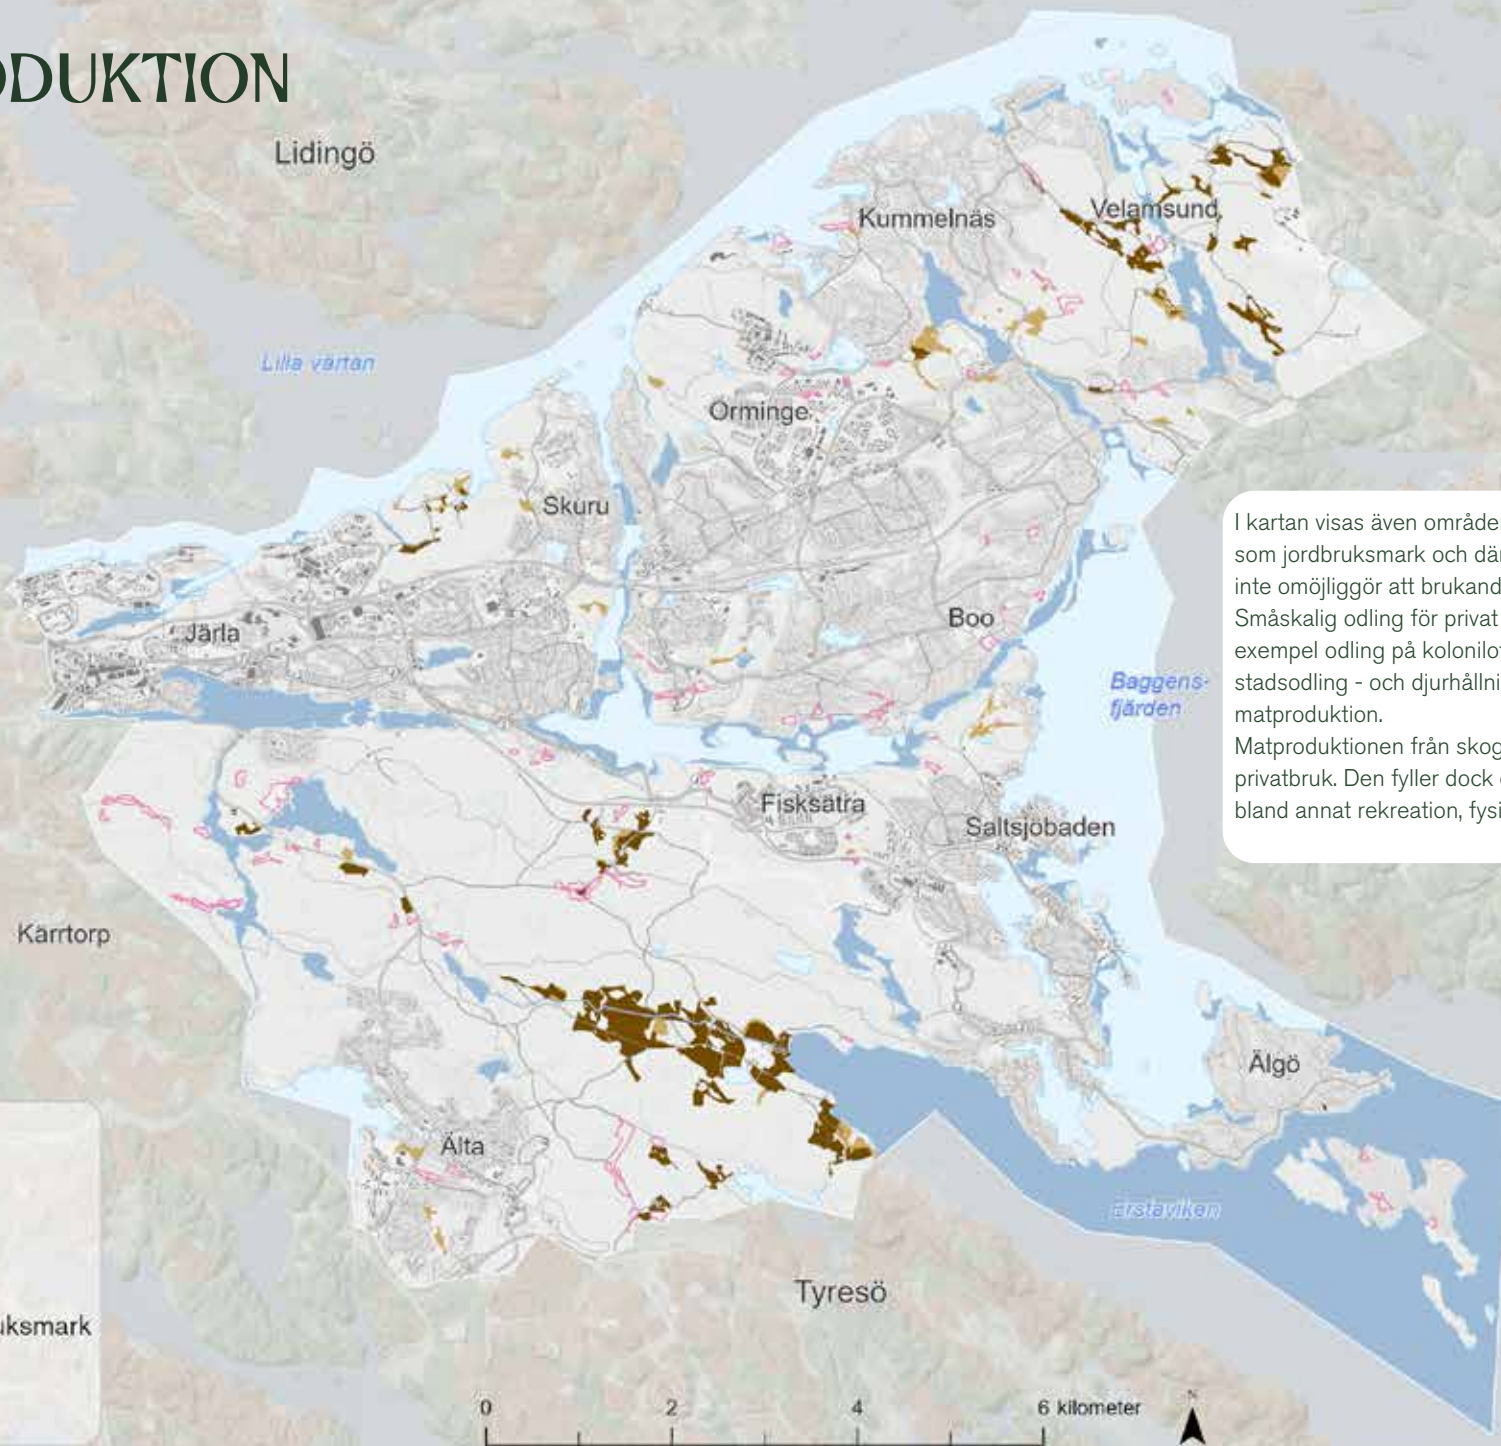 ODUKTION
Lidingö
Kummelnäs
Velamsund
Lilla värtan
Orminge
Skuru
I kartan visas även områden
som jordbruksmark och där
inte omöjliggör att brukand
Småskalig odling för privat
exempel odling på kolonilot
stadsodling - och djurhållni
matproduktion.
Matproduktionen från skog
privatbruk. Den fyller dock
bland annat rekreation, fysi
Järla
Boo
Baggens-
fjärden
Fisksätra
Saltsjöbaden
Kärrtorp
Älgö
Älta
Erstaviken
Tyresö
uksmark
0 2 4 6 kilometer
N